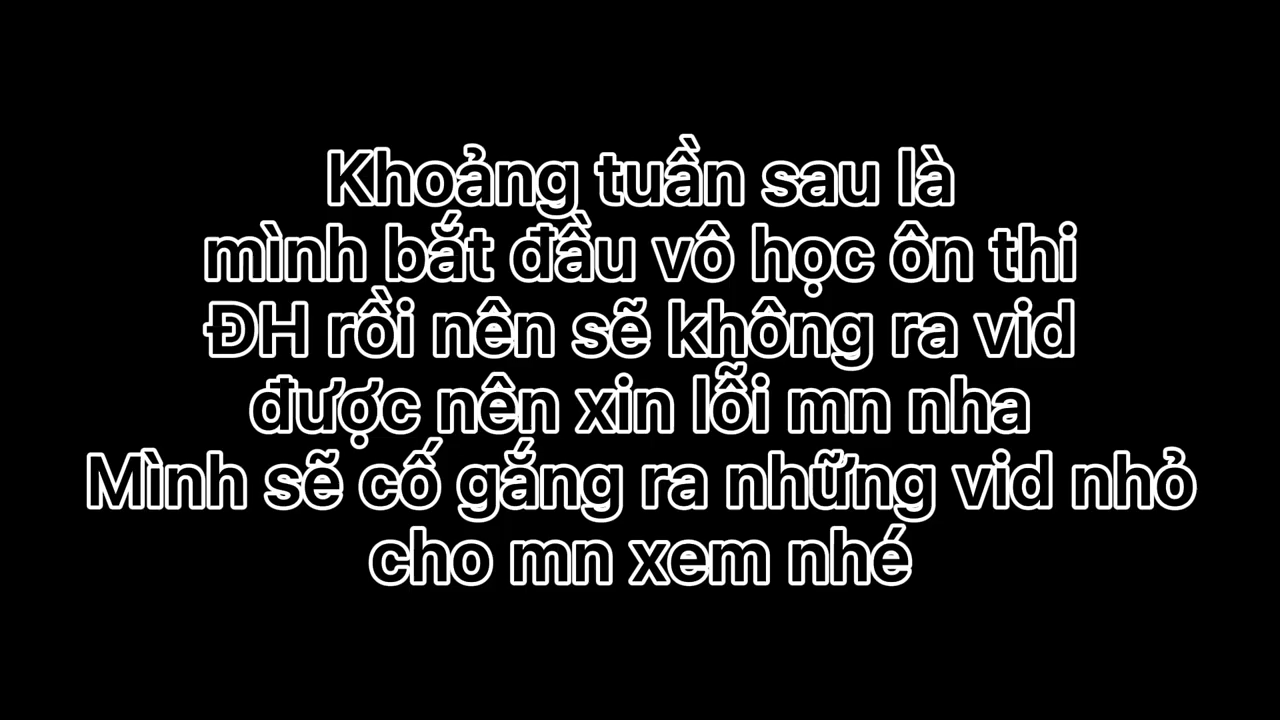 Khoảng tuần sau là
mình bắt đầu vô học ôn thi
ĐH rồi nên sẽ không ra vid
được nên xin lỗi mn nha
Mình sẽ cố gắng ra những vid nhỏ
cho mn xem nhé